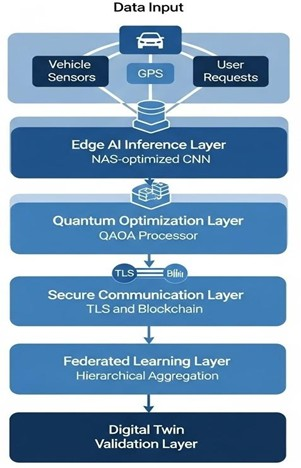 Data Input
Vehicle
Sensors
GPS
User
Requests
Edge AI Inference Layer
NAS-optimized CNN
Quantum Optimization Layer
QAOA Processor
TLS
Secure Communication Layer
TLS and Blockchain
Federated Learning Layer
Hierarchical Aggregation
Digital Twin
Validation Layer